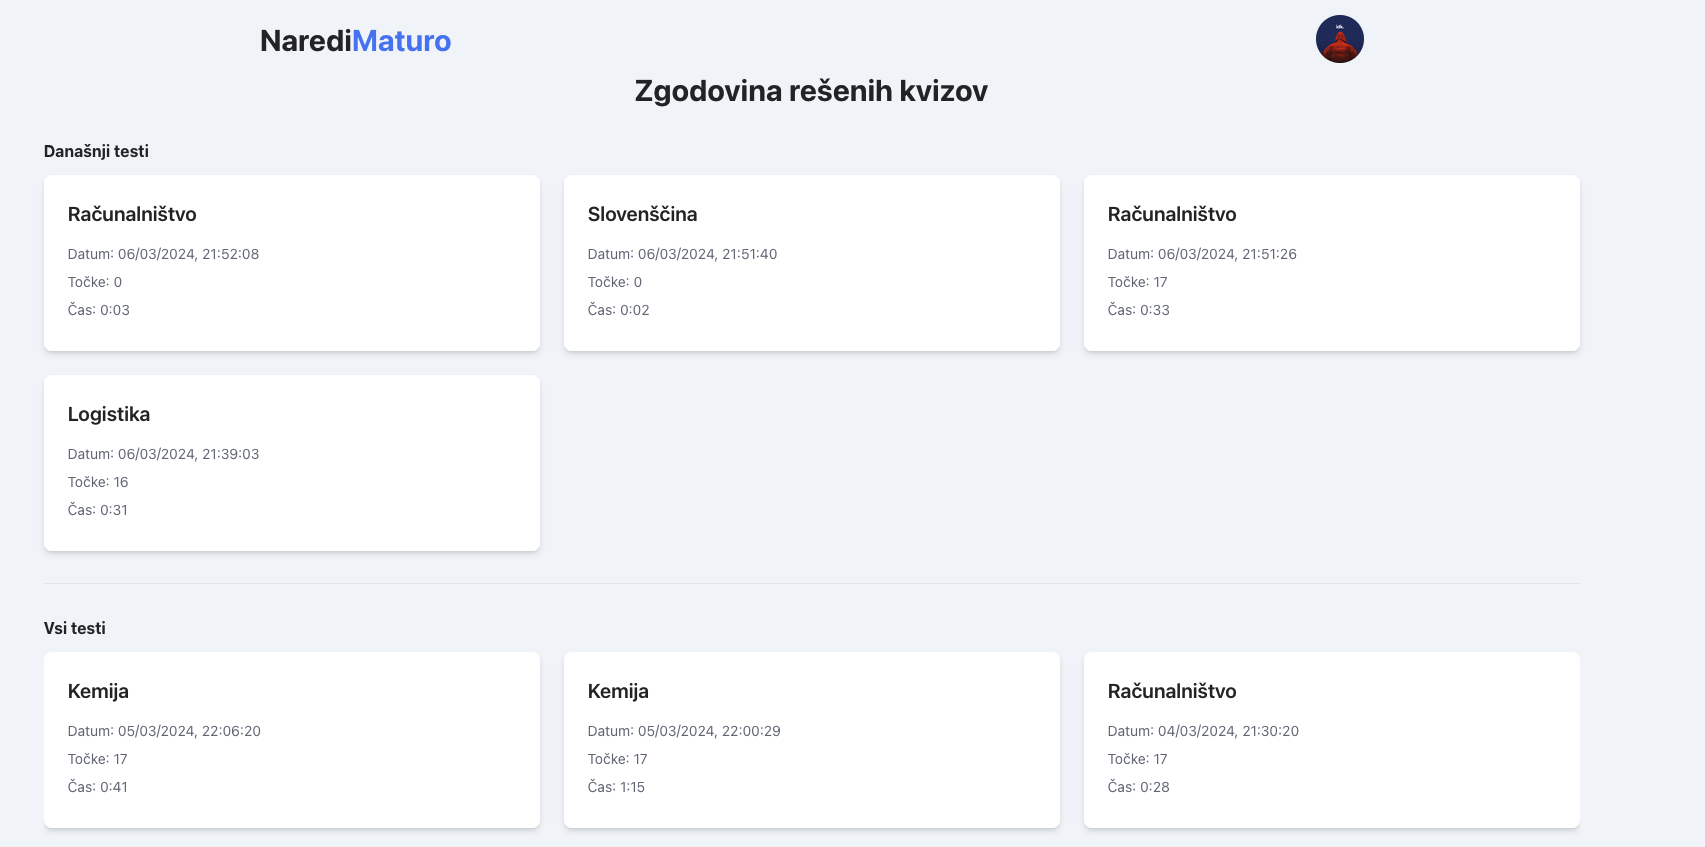 NarediMaturo
Zgodovina rešenih kvizov
Današnji testi
Računalništvo
Datum: 06/03/2024, 21:52:08
Točke: 0
Čas: 0:03
Slovenščina
Datum: 06/03/2024, 21:51:40
Točke: 0
Čas: 0:02
Računalništvo
Datum: 06/03/2024, 21:51:26
Točke: 17
Čas: 0:33
Logistika
Datum: 06/03/2024, 21:39:03
Točke: 16
Čas: 0:31
Vsi testi
Kemija
Datum: 05/03/2024, 22:06:20
Točke: 17
Čas: 0:41
Kemija
Datum: 05/03/2024, 22:00:29
Točke: 17
Čas: 1:15
Računalništvo
Datum: 04/03/2024, 21:30:20
Točke: 17
Čas: 0:28